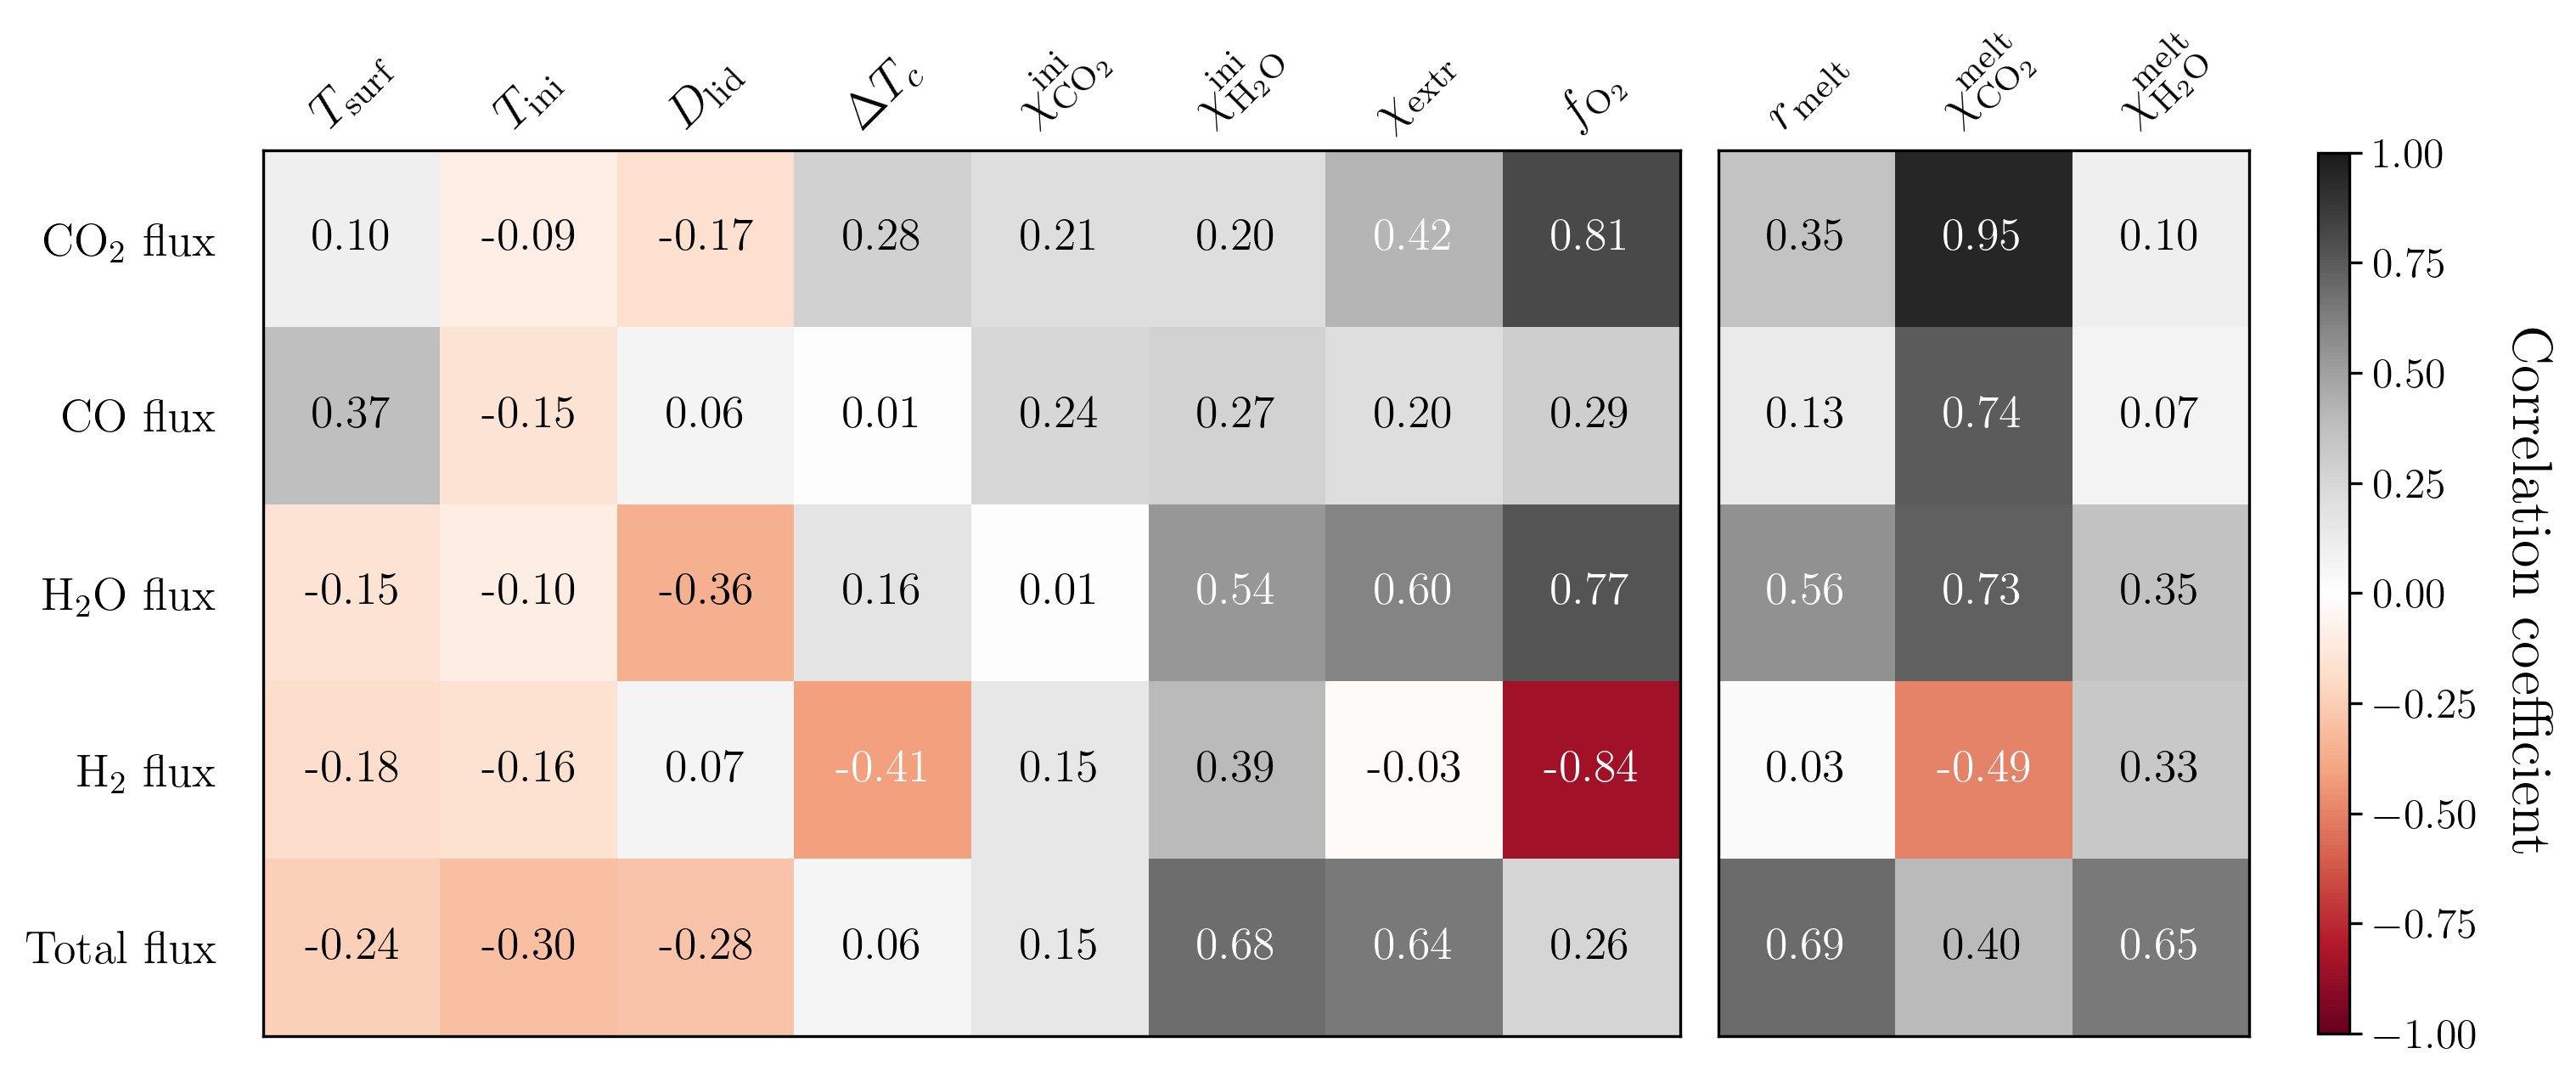 T_surf T_ini D_lid ΔT_c χ^ini_CO₂ χ^ini_H₂O χ_extr f_O₂ r_melt χ^melt_CO₂ χ^melt_H₂O
CO₂ flux 0.10 -0.09 -0.17 0.28 0.21 0.20 0.42 0.81 0.35 0.95 0.10
CO flux 0.37 -0.15 0.06 0.01 0.24 0.27 0.20 0.29 0.13 0.74 0.07
H₂O flux -0.15 -0.10 -0.36 0.16 0.01 0.54 0.60 0.77 0.56 0.73 0.35
H₂ flux -0.18 -0.16 0.07 -0.41 0.15 0.39 -0.03 -0.84 0.03 -0.49 0.33
Total flux -0.24 -0.30 -0.28 0.06 0.15 0.68 0.64 0.26 0.69 0.40 0.65
1.00
0.75
0.50
0.25
0.00
−0.25
−0.50
−0.75
−1.00
Correlation coefficient